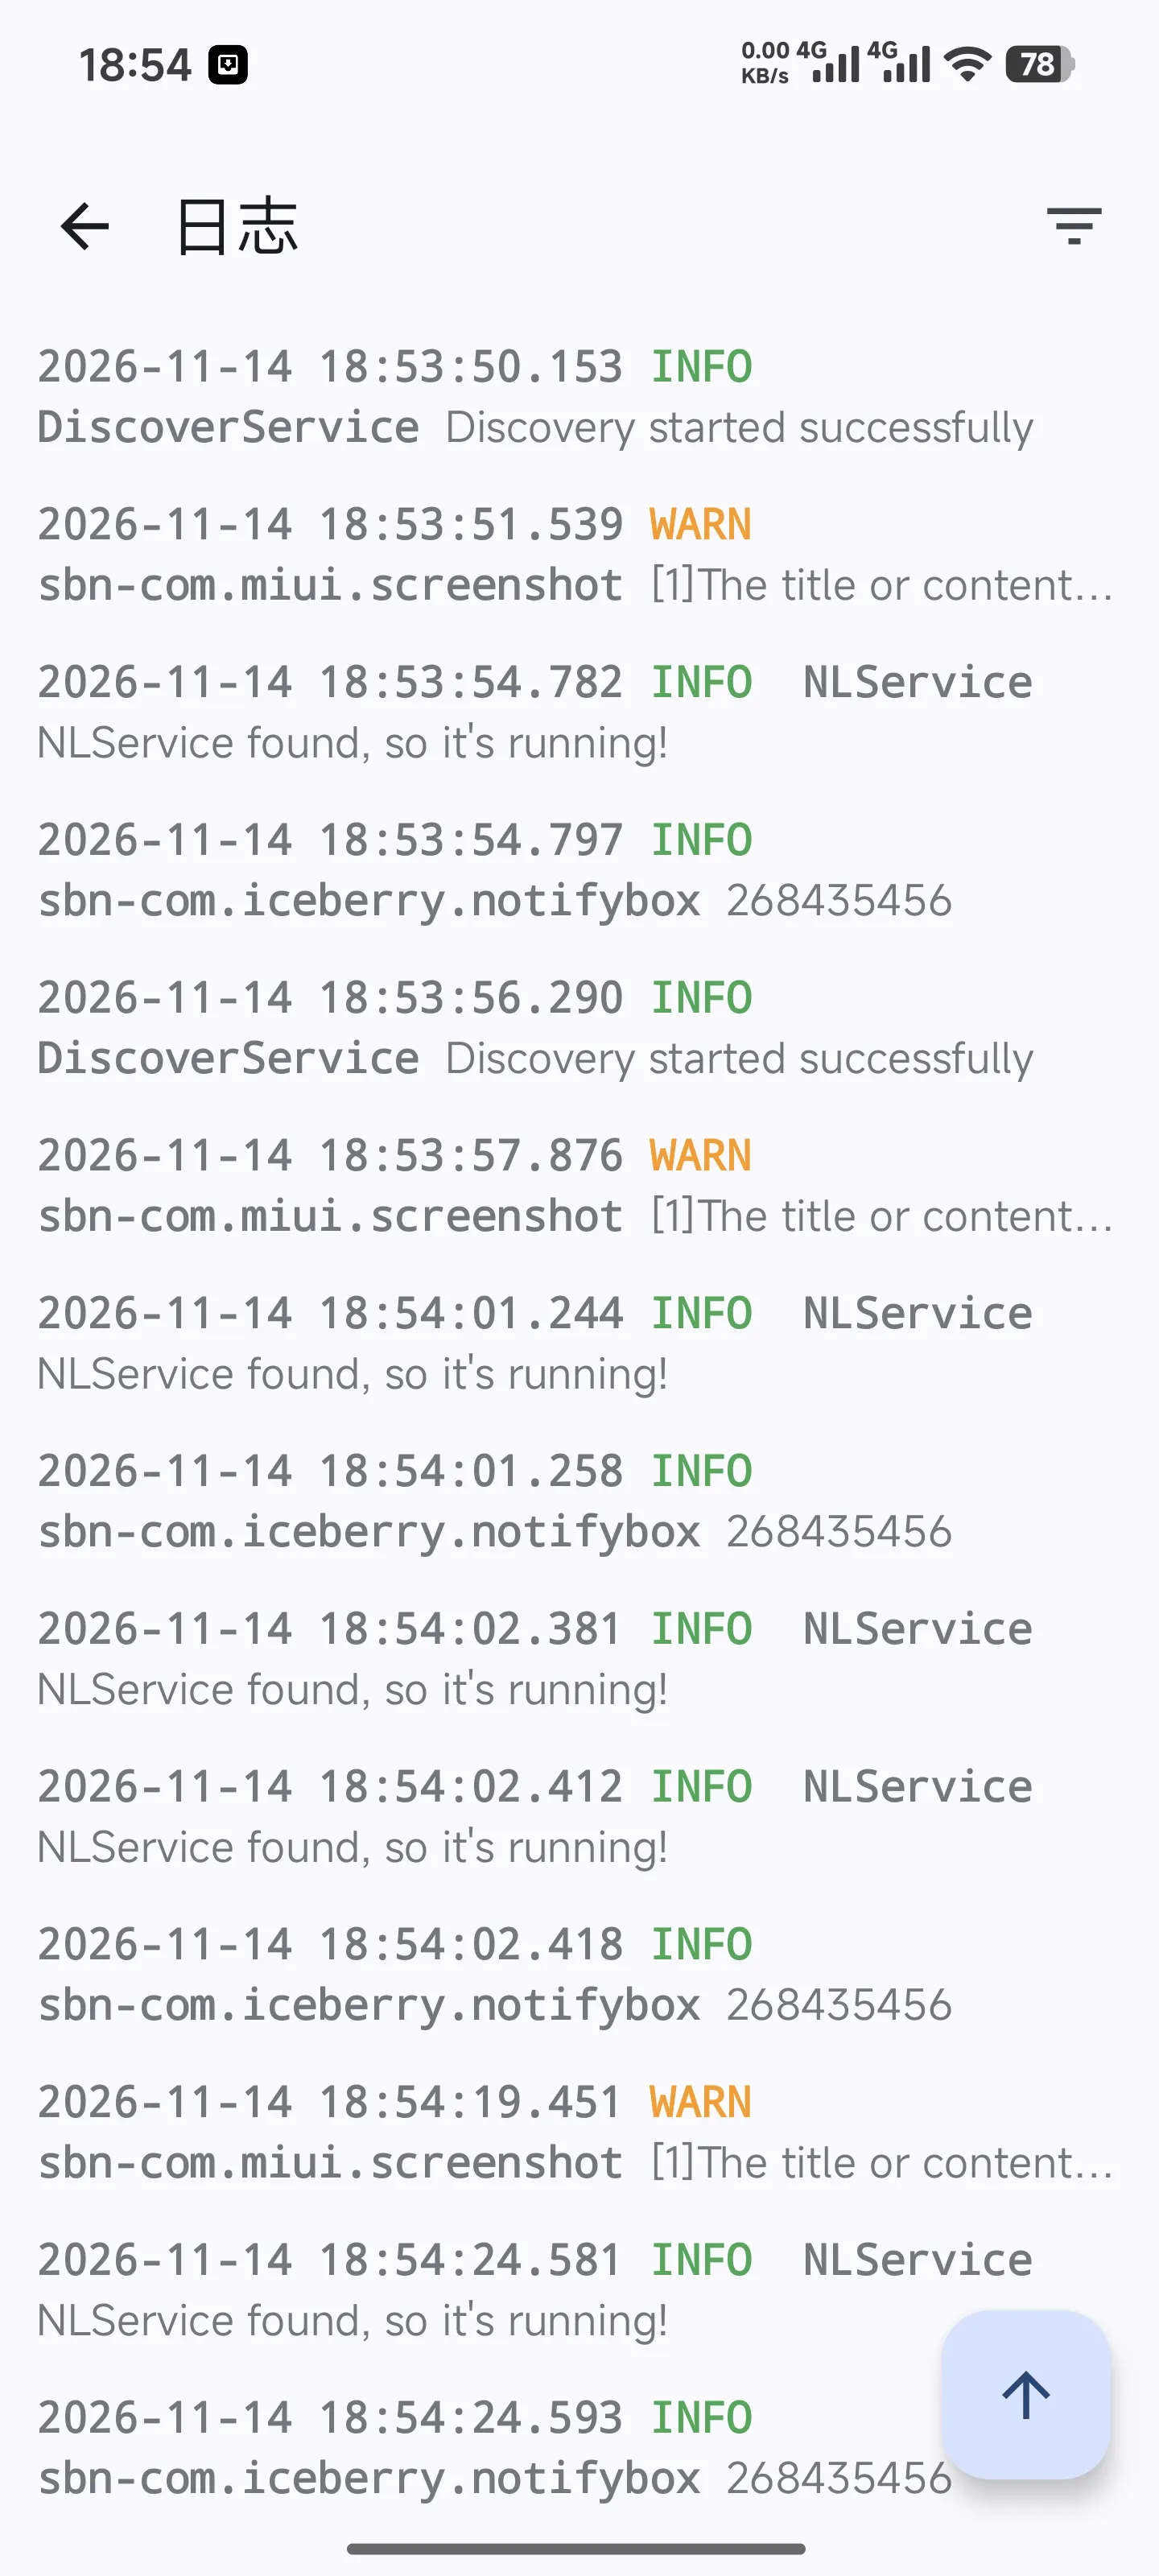 18:54 0.00 KB/s 4G 4G 78
日志
2026-11-14 18:53:50.153 INFO
DiscoverService Discovery started successfully
2026-11-14 18:53:51.539 WARN
sbn-com.miui.screenshot [1]The title or content...
2026-11-14 18:53:54.782 INFO NLService
NLService found, so it's running!
2026-11-14 18:53:54.797 INFO
sbn-com.iceberry.notifybox 268435456
2026-11-14 18:53:56.290 INFO
DiscoverService Discovery started successfully
2026-11-14 18:53:57.876 WARN
sbn-com.miui.screenshot [1]The title or content...
2026-11-14 18:54:01.244 INFO NLService
NLService found, so it's running!
2026-11-14 18:54:01.258 INFO
sbn-com.iceberry.notifybox 268435456
2026-11-14 18:54:02.381 INFO NLService
NLService found, so it's running!
2026-11-14 18:54:02.412 INFO NLService
NLService found, so it's running!
2026-11-14 18:54:02.418 INFO
sbn-com.iceberry.notifybox 268435456
2026-11-14 18:54:19.451 WARN
sbn-com.miui.screenshot [1]The title or content...
2026-11-14 18:54:24.581 INFO NLService
NLService found, so it's running!
2026-11-14 18:54:24.593 INFO
sbn-com.iceberry.notifybox 268435456